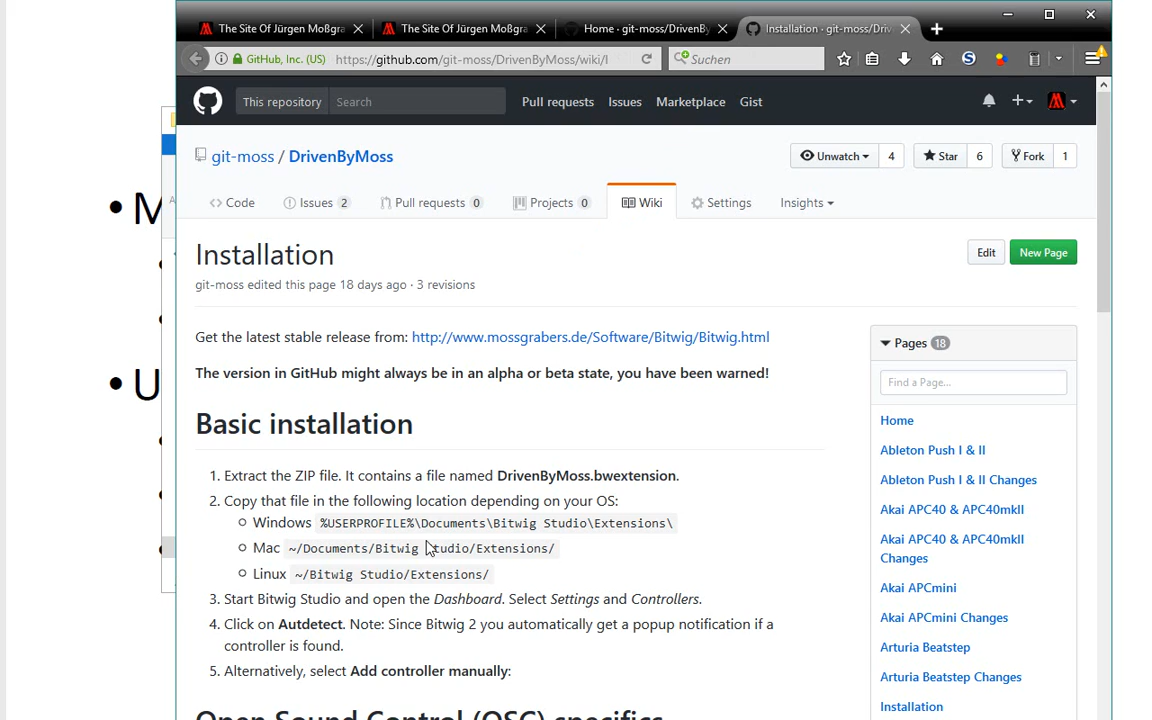 The Site Of Jürgen Moßgra
The Site Of Jürgen Moßgra
Home · git-moss/DrivenBy
Installation · git-moss/Driv
GitHub, Inc. (US)
https://github.com/git-moss/DrivenByMoss/wiki/I
Suchen
This repository
Search
Pull requests
Issues
Marketplace
Gist
git-moss / DrivenByMoss
Unwatch 4
Star 6
Fork 1
Code
Issues 2
Pull requests 0
Projects 0
Wiki
Settings
Insights
Installation
Edit
New Page
git-moss edited this page 18 days ago · 3 revisions
Get the latest stable release from: http://www.mossgrabers.de/Software/Bitwig/Bitwig.html
The version in GitHub might always be in an alpha or beta state, you have been warned!
Basic installation
1. Extract the ZIP file. It contains a file named DrivenByMoss.bwextension.
2. Copy that file in the following location depending on your OS:
Windows %USERPROFILE%\Documents\Bitwig Studio\Extensions\
Mac ~/Documents/Bitwig Studio/Extensions/
Linux ~/Bitwig Studio/Extensions/
3. Start Bitwig Studio and open the Dashboard. Select Settings and Controllers.
4. Click on Autdetect. Note: Since Bitwig 2 you automatically get a popup notification if a
controller is found.
5. Alternatively, select Add controller manually:
Open Sound Control (OSC) specifics
Pages 18
Find a Page...
Home
Ableton Push I & II
Ableton Push I & II Changes
Akai APC40 & APC40mkII
Akai APC40 & APC40mkII
Changes
Akai APCmini
Akai APCmini Changes
Arturia Beatstep
Arturia Beatstep Changes
Installation
• M
• U